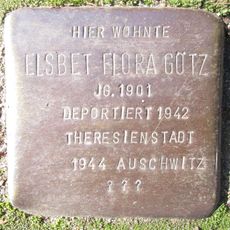 HIER WOHNTE
ELSBET FLORA GÖTZ
JG. 1901
DEPORTIERT 1942
THERESIENSTADT
1944 AUSCHWITZ
? ? ?